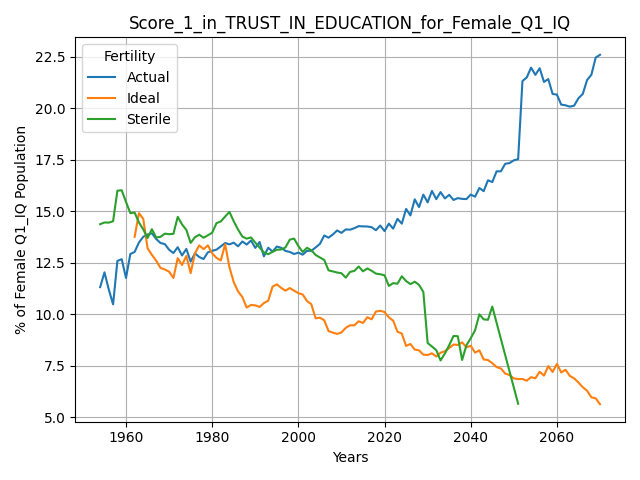 Score_1_in_TRUST_IN_EDUCATION_for_Female_Q1_IQ
Fertility
Actual
Ideal
Sterile
% of Female Q1_IQ Population
22.5
20.0
17.5
15.0
12.5
10.0
7.5
5.0
1960 1980 2000 2020 2040 2060
Years